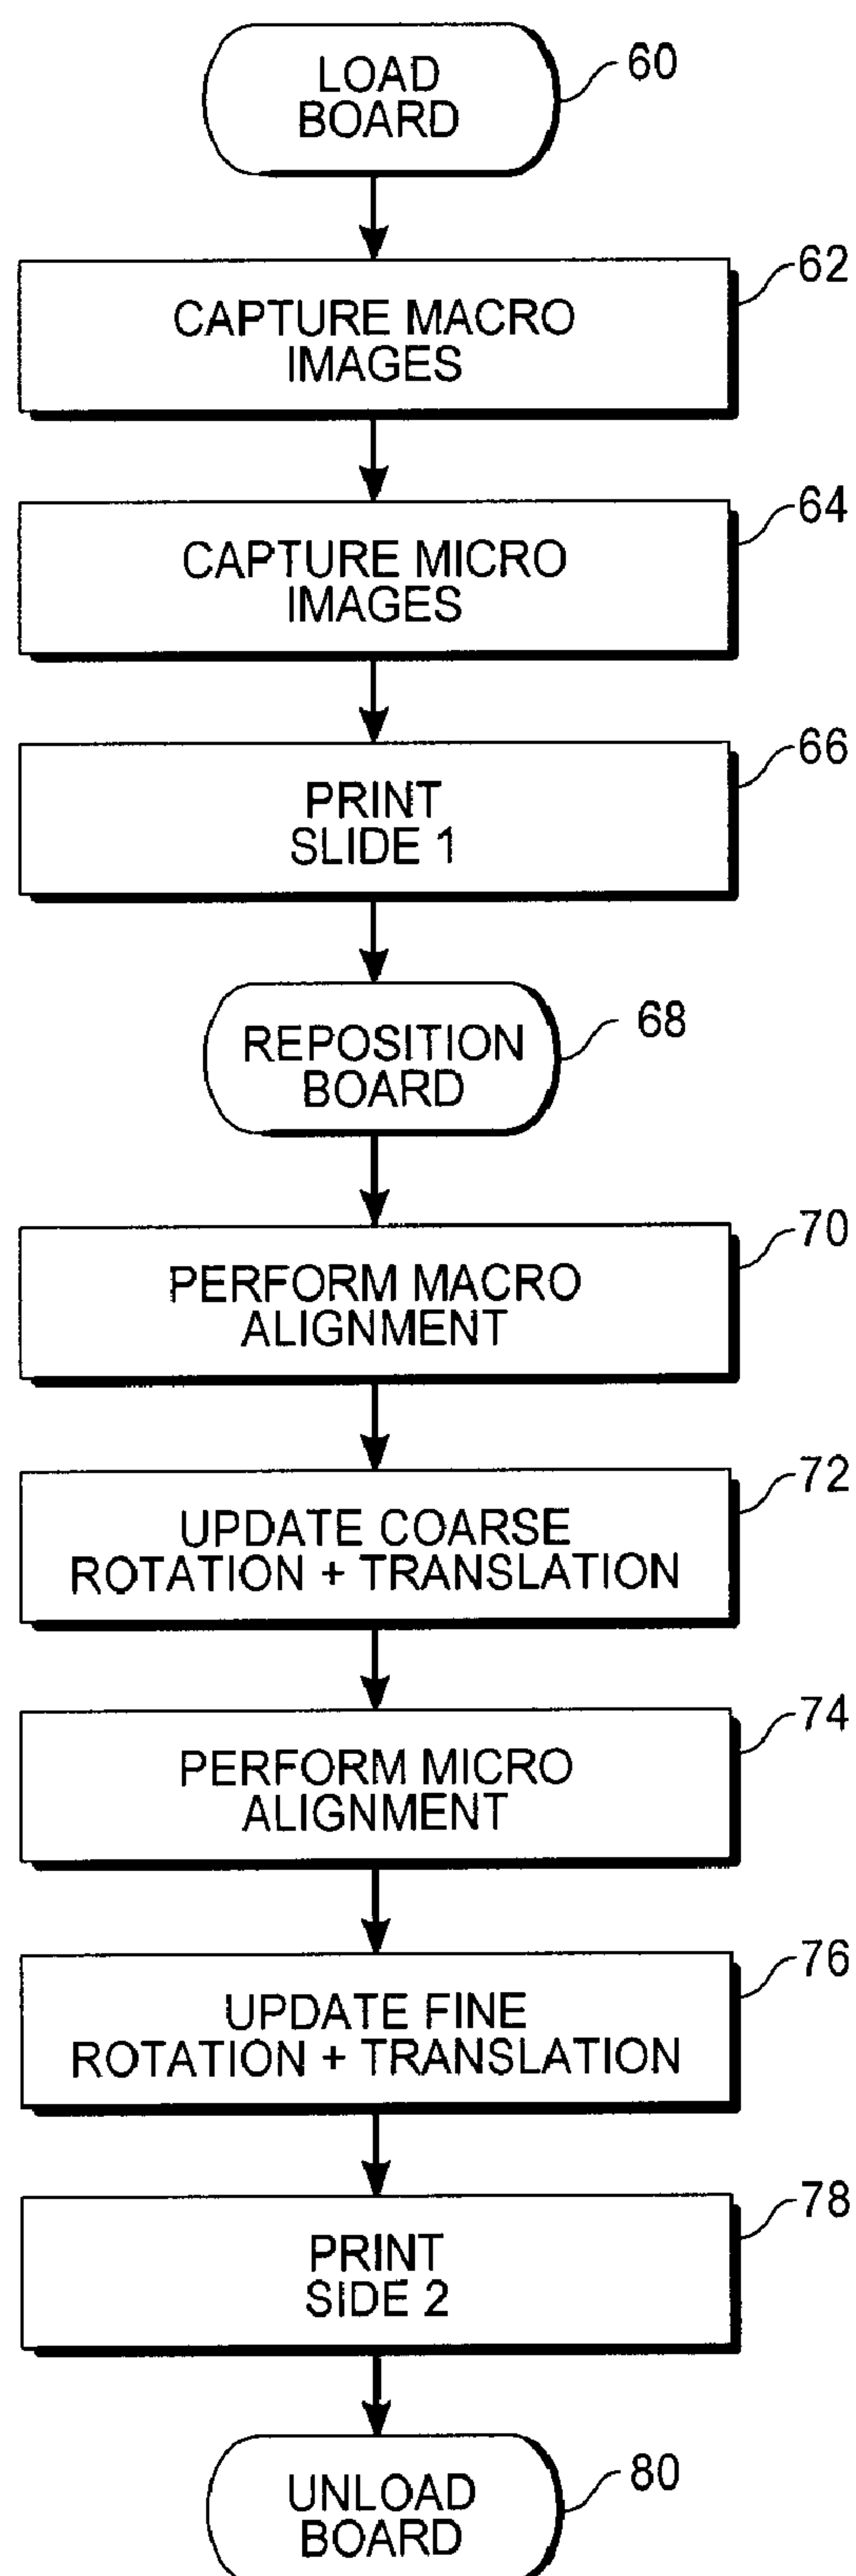 LOAD
BOARD
60
62
CAPTURE MACRO
IMAGES
64
CAPTURE MICRO
IMAGES
66
PRINT
SLIDE 1
REPOSITION
BOARD
68
70
PERFORM MACRO
ALIGNMENT
72
UPDATE COARSE
ROTATION + TRANSLATION
74
PERFORM MICRO
ALIGNMENT
76
UPDATE FINE
ROTATION + TRANSLATION
78
PRINT
SIDE 2
UNLOAD
BOARD
80